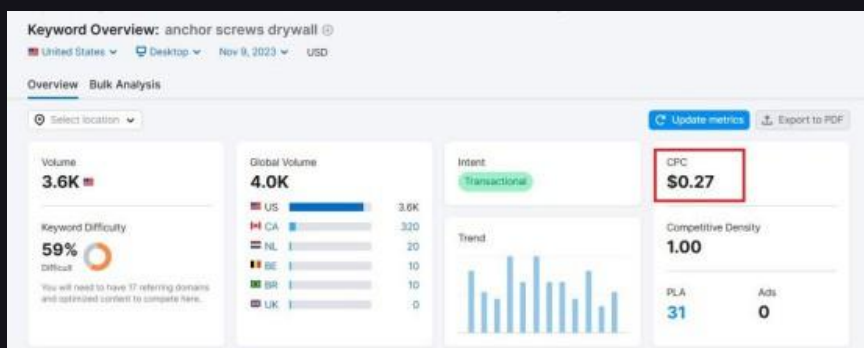 Keyword Overview: anchor screws drywall
United States Desktop Nov 9, 2023 USD
Overview Bulk Analysis
Select location
Update metrics Export to PDF
Volume
3.6K
Keyword Difficulty
59%
Difficult
You will need to have 17 referring domains
and optimized content to compete here.
Global Volume
4.0K
US 3.6K
CA 320
NL 20
BE 10
BR 10
UK 0
Intent
Transactional
Trend
CPC
$0.27
Competitive Density
1.00
PLA Ads
31 0